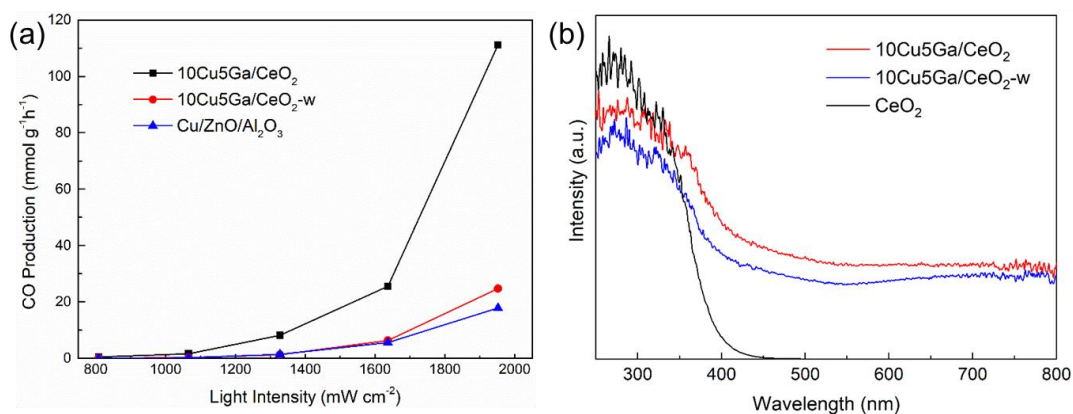 (a)
120
100
80
60
40
20
0
CO Production (mmol g⁻¹h⁻¹)
10Cu5Ga/CeO₂
10Cu5Ga/CeO₂-w
Cu/ZnO/Al₂O₃
800 1000 1200 1400 1600 1800 2000
Light Intensity (mW cm⁻²)
(b)
Intensity (a.u.)
10Cu5Ga/CeO₂
10Cu5Ga/CeO₂-w
CeO₂
300 400 500 600 700 800
Wavelength (nm)